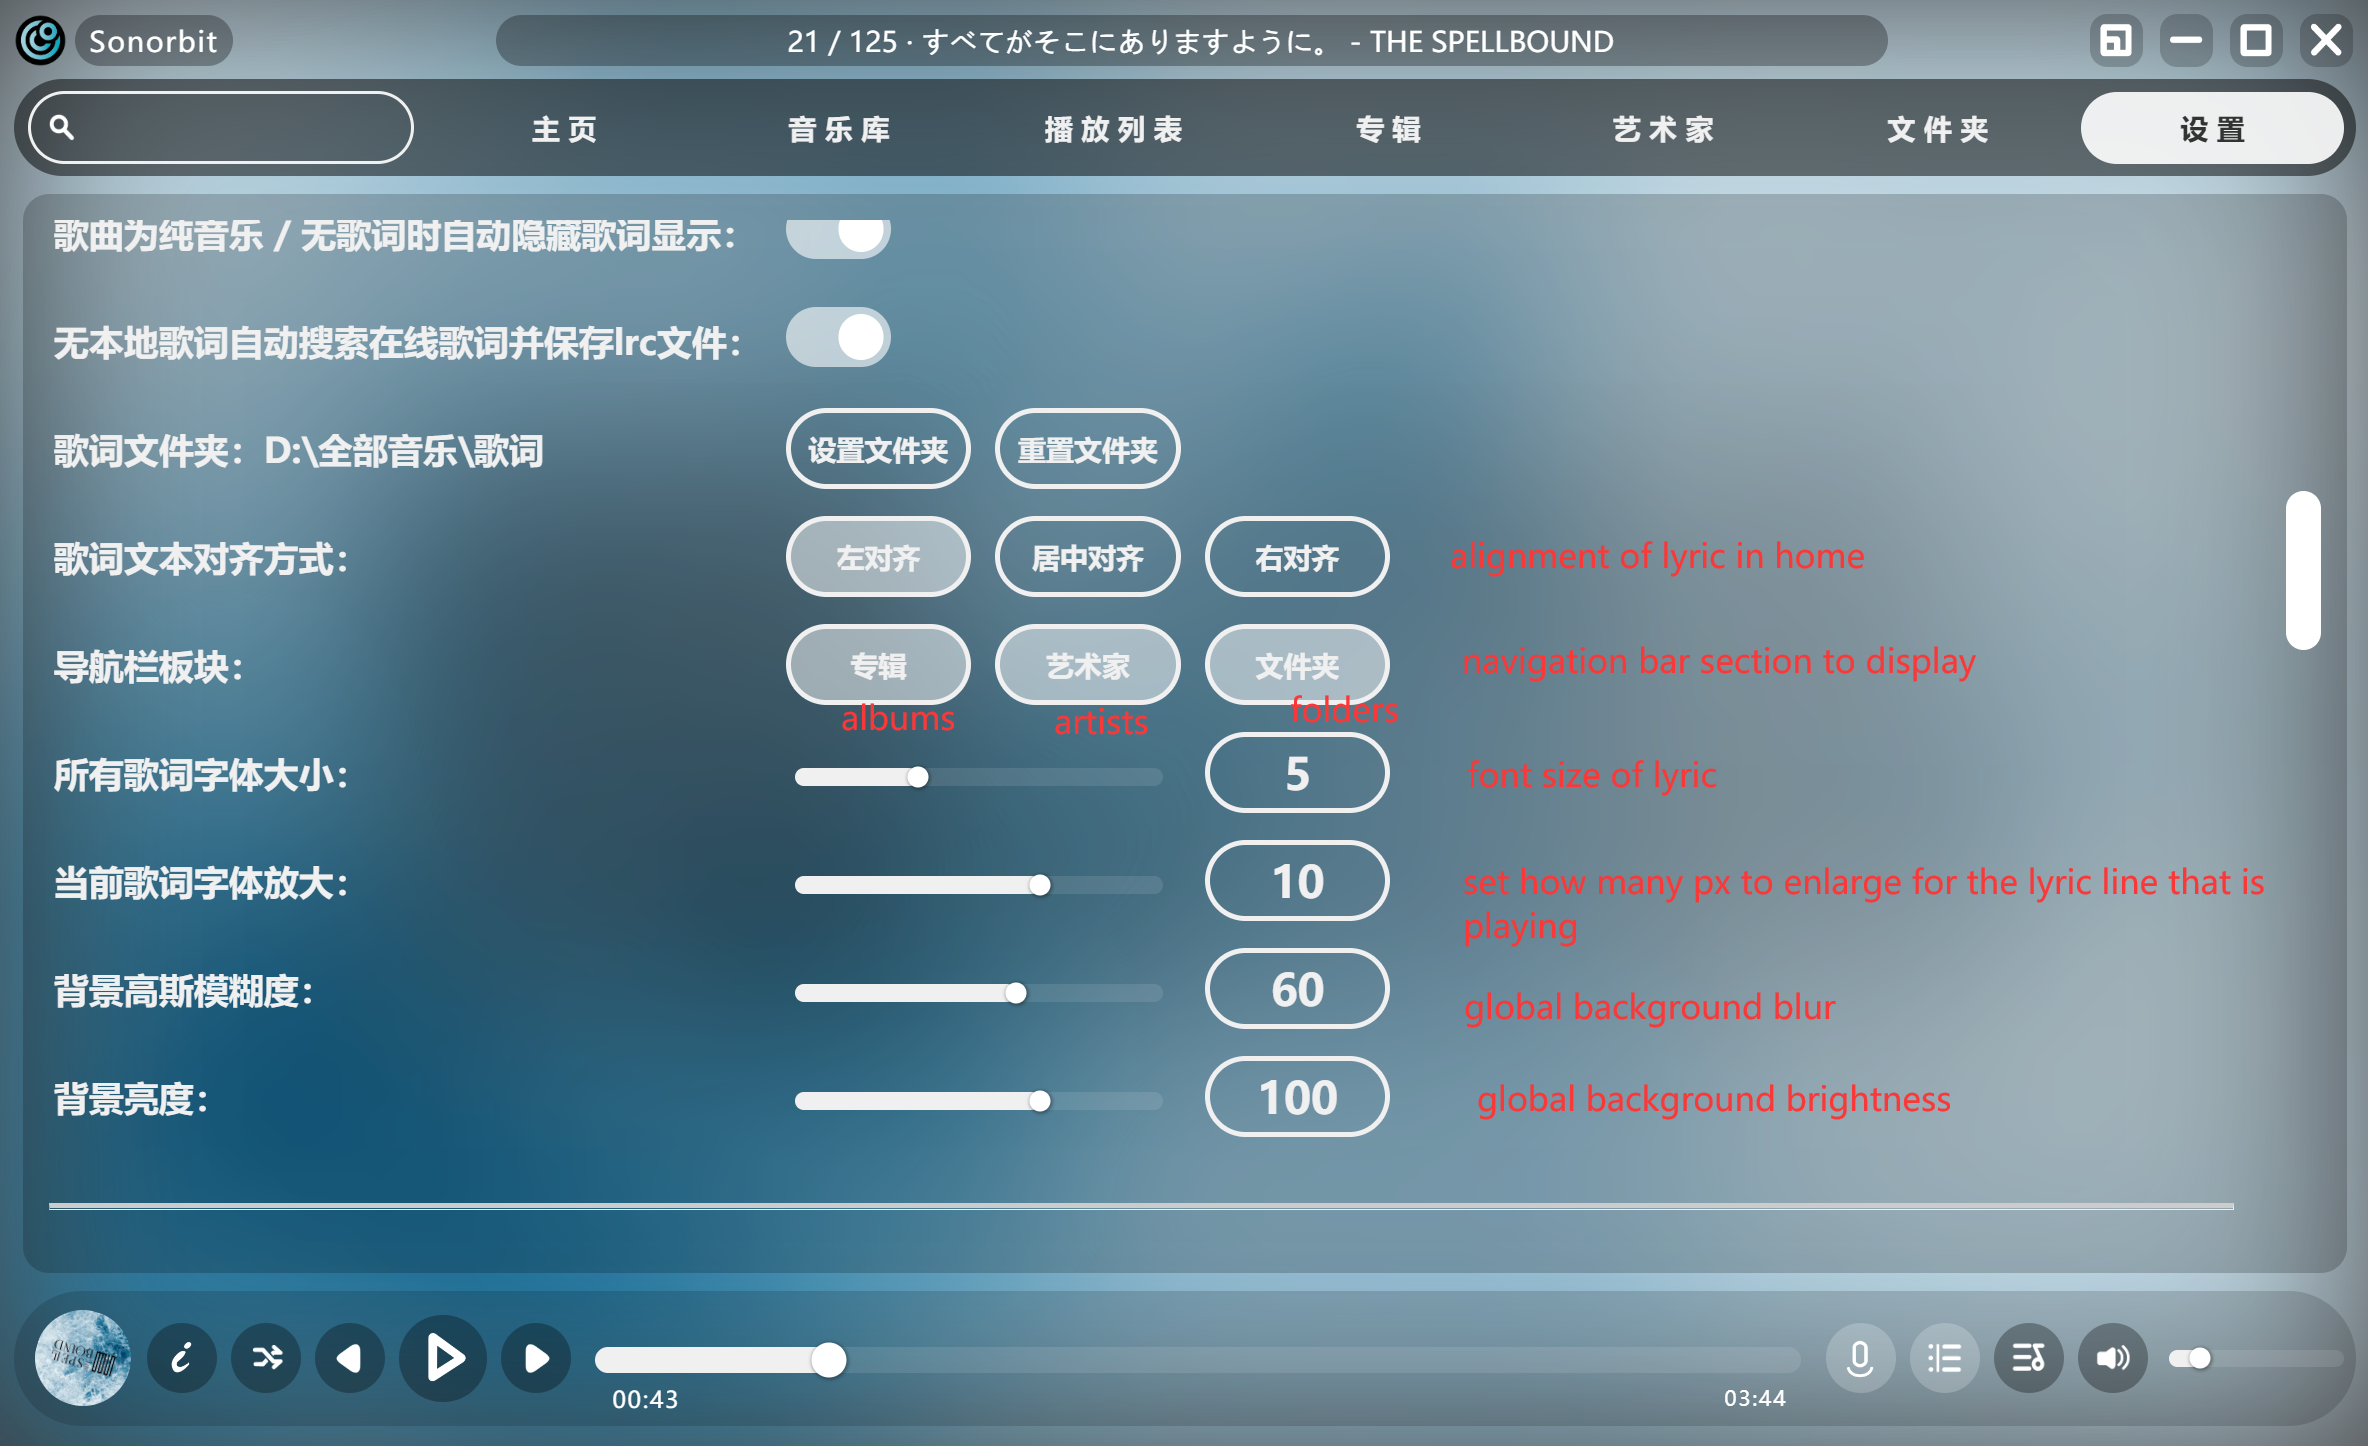 Sonorbit
21 / 125 · すべてがそこにありますように。 - THE SPELLBOUND
主页 音乐库 播放列表 专辑 艺术家 文件夹 设置
歌曲为纯音乐 / 无歌词时自动隐藏歌词显示：
无本地歌词自动搜索在线歌词并保存lrc文件：
歌词文件夹：D:\全部音乐\歌词 设置文件夹 重置文件夹
歌词文本对齐方式： 左对齐 居中对齐 右对齐 alignment of lyric in home
导航栏板块： 专辑 艺术家 文件夹 navigation bar section to display
albums artists folders
所有歌词字体大小： 5 font size of lyric
当前歌词字体放大： 10 set how many px to enlarge for the lyric line that is
playing
背景高斯模糊度： 60 global background blur
背景亮度： 100 global background brightness
SPELL
BOUND
00:43 03:44